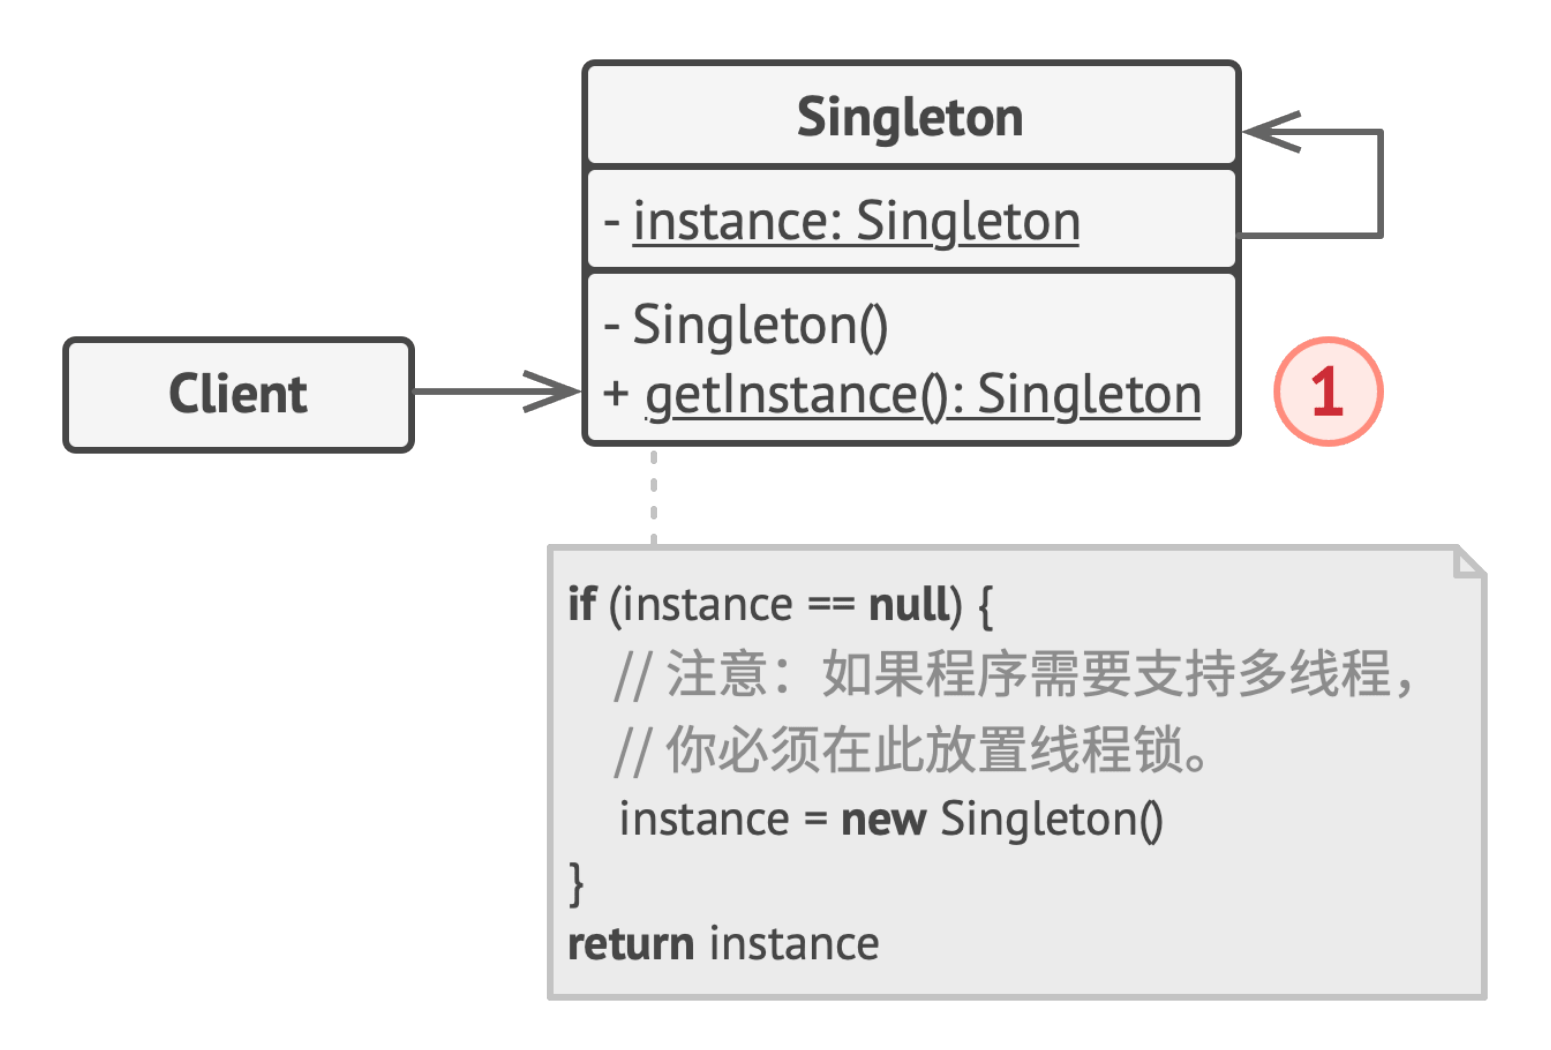 Singleton
- instance: Singleton
- Singleton()
+ getInstance(): Singleton
Client
1
if (instance == null) {
// 注意：如果程序需要支持多线程，
// 你必须在此放置线程锁。
instance = new Singleton()
}
return instance